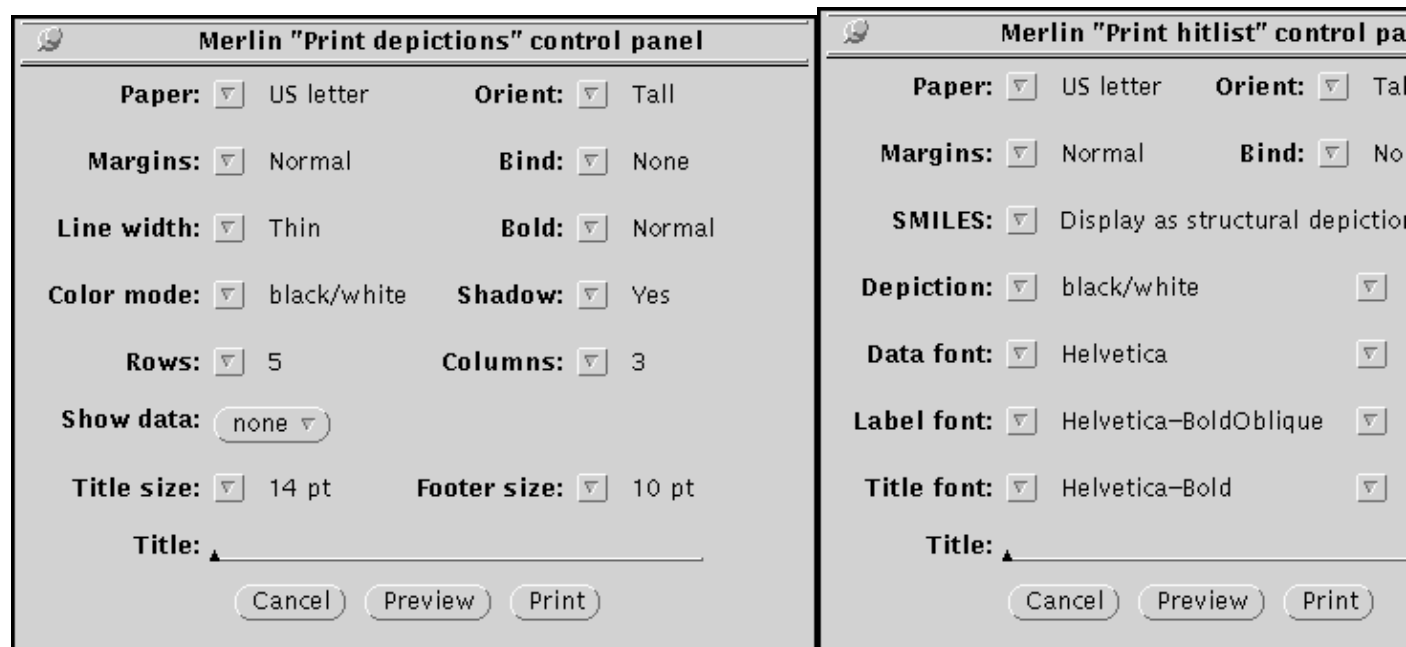 Merlin "Print depictions" control panel
Paper: US letter Orient: Tall
Margins: Normal Bind: None
Line width: Thin Bold: Normal
Color mode: black/white Shadow: Yes
Rows: 5 Columns: 3
Show data: none
Title size: 14 pt Footer size: 10 pt
Title:
Cancel Preview Print
Merlin "Print hitlist" control
Paper: US letter Orient:
Margins: Normal Bind:
SMILES: Display as structural
Depiction: black/white
Data font: Helvetica
Label font: Helvetica-BoldOblique
Title font: Helvetica-Bold
Title:
Cancel Preview Print